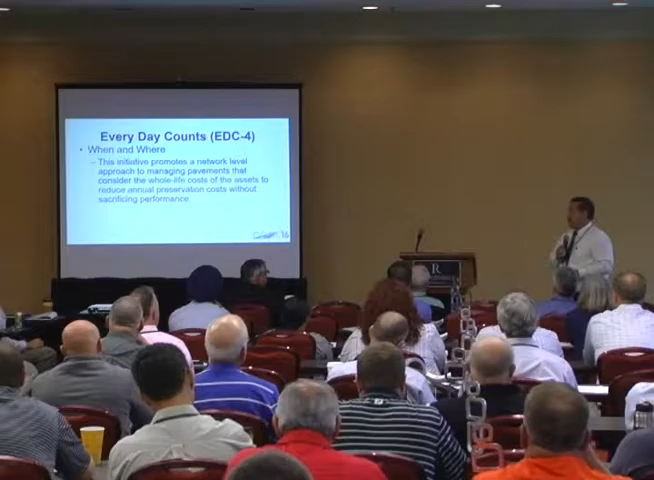 Every Day Counts (EDC-4)
• When and Where
– This initiative promotes a network level
approach to managing pavements that
consider the whole-life costs of the assets to
reduce annual preservation costs without
sacrificing performance
R